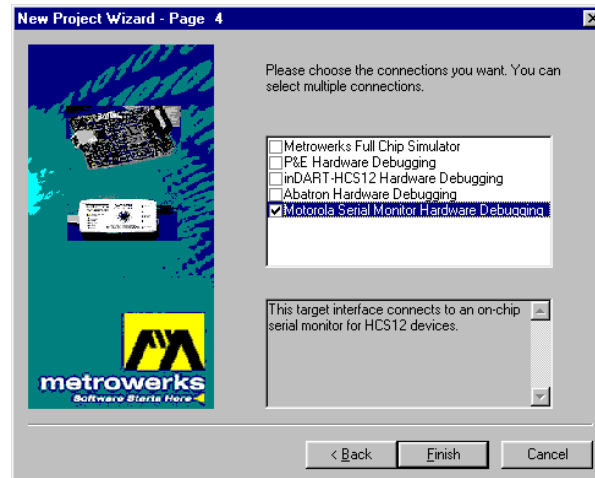 New Project Wizard - Page 4
Please choose the connections you want. You can
select multiple connections.
Metrowerks Full Chip Simulator
P&E Hardware Debugging
inDART-HCS12 Hardware Debugging
Abatron Hardware Debugging
Motorola Serial Monitor Hardware Debugging
This target interface connects to an on-chip
serial monitor for HCS12 devices.
metrowerks
Software Starts Here
< Back
Finish
Cancel